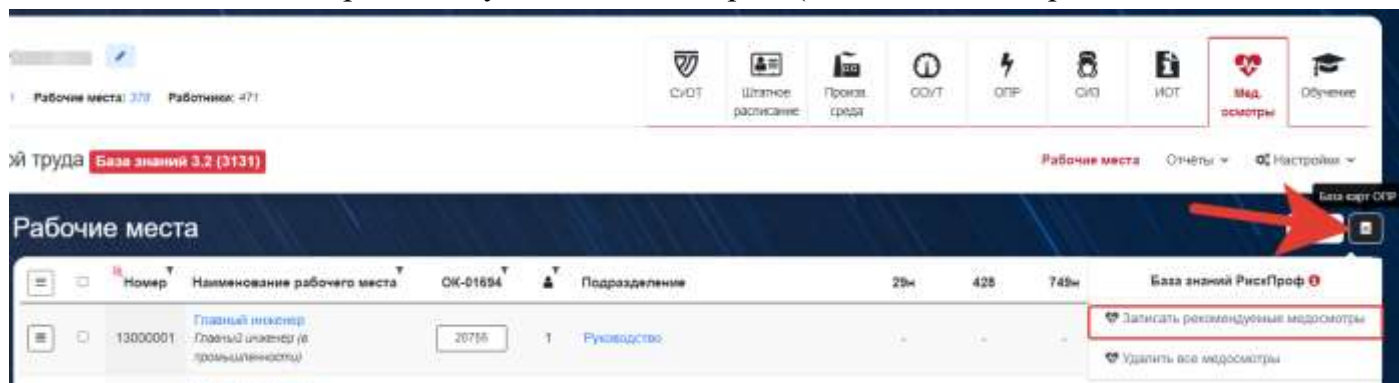 Рабочие места: 378 Работники: 471
СУОТ
Штатное расписание
Произв. среда
СОУТ
ОПР
СИЗ
ИОТ
Мед. осмотры
Обучение
ой труда База знаний 3.2 (3131)
Рабочие места Отчёты Настройки
База карт ОПР
Рабочие места
Номер Наименование рабочего места ОК-01694 Подразделение 29н 428 749н
База знаний РискПроф
13000001 Главный инженер 20756 1 Руководство - - -
Главный инженер (в
промышленности)
Записать рекомендуемые медосмотры
Удалить все медосмотры